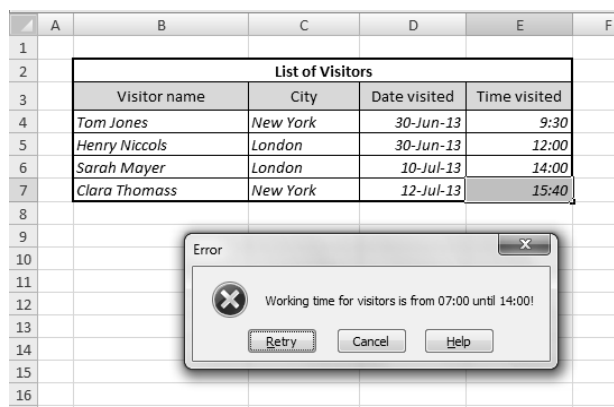 A B C D E F
1
2 List of Visitors
3 Visitor name City Date visited Time visited
4 Tom Jones New York 30-Jun-13 9:30
5 Henry Niccols London 30-Jun-13 12:00
6 Sarah Mayer London 10-Jul-13 14:00
7 Clara Thomass New York 12-Jul-13 15:40
8
9
Error
10
11
12 Working time for visitors is from 07:00 until 14:00!
13
14 Retry Cancel Help
15
16